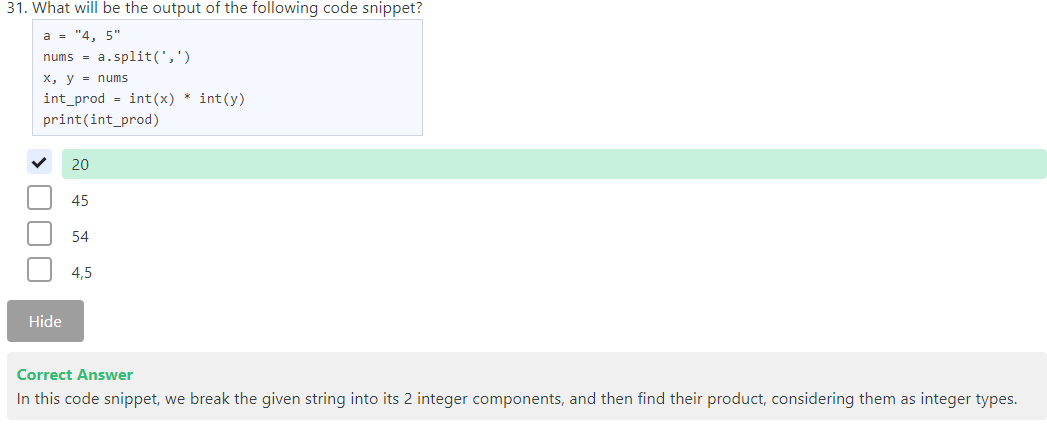 31. What will be the output of the following code snippet?
a = "4, 5"
nums = a.split(',')
x, y = nums
int_prod = int(x) * int(y)
print(int_prod)
20
45
54
4,5
Hide
Correct Answer
In this code snippet, we break the given string into its 2 integer components, and then find their product, considering them as integer types.